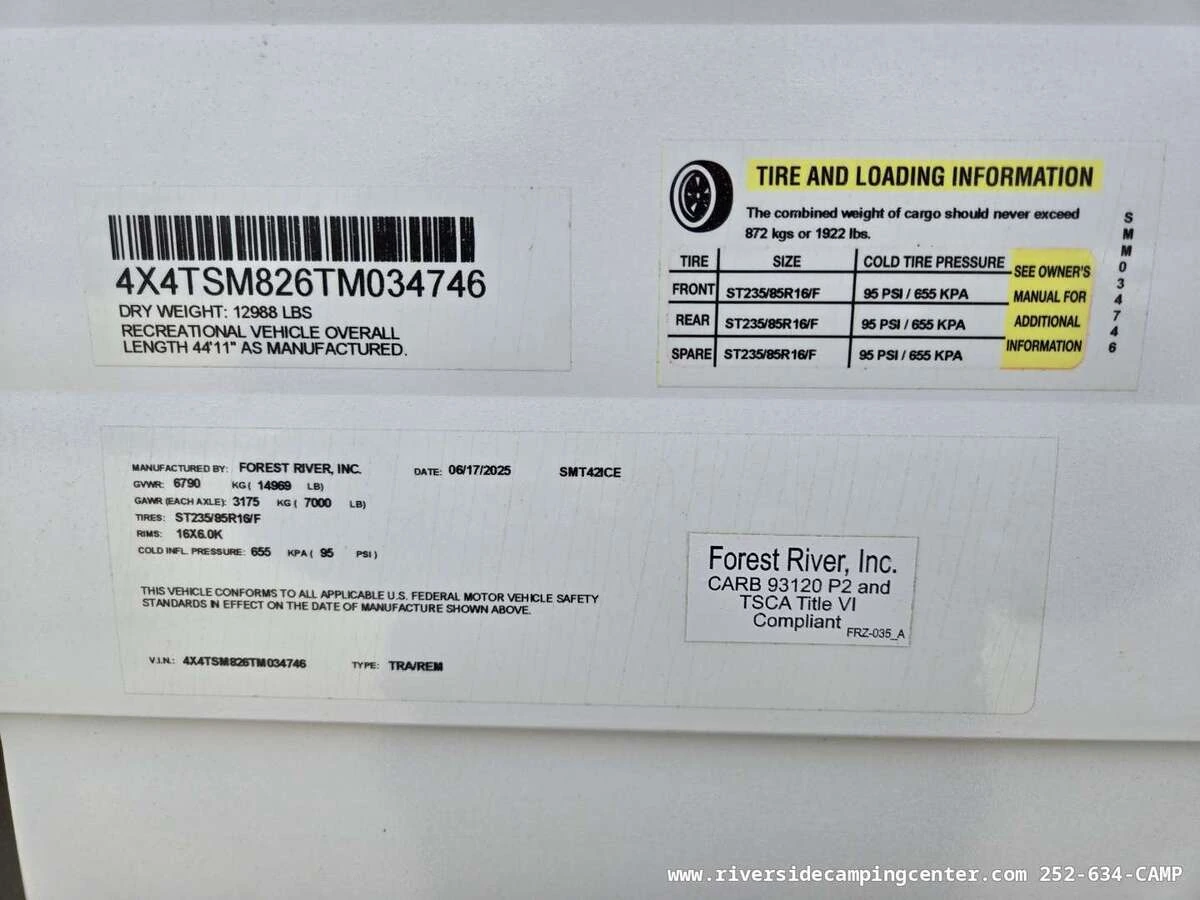 4X4TSM826TM034746
DRY WEIGHT: 12988 LBS
RECREATIONAL VEHICLE OVERALL
LENGTH 44'11" AS MANUFACTURED.
TIRE AND LOADING INFORMATION
The combined weight of cargo should never exceed
872 kgs or 1922 lbs.
TIRE SIZE COLD TIRE PRESSURE
FRONT ST235/85R16/F 95 PSI / 655 KPA
REAR ST235/85R16/F 95 PSI / 655 KPA
SPARE ST235/85R16/F 95 PSI / 655 KPA
SEE OWNER'S
MANUAL FOR
ADDITIONAL
INFORMATION
SMM034746
MANUFACTURED BY: FOREST RIVER, INC. DATE: 06/17/2025 SMT42ICE
GVWR: 6790 KG ( 14969 LB)
GAWR (EACH AXLE): 3175 KG ( 7000 LB)
TIRES: ST235/85R16/F
RIMS: 16X6.0K
COLD INFL. PRESSURE: 655 KPA ( 95 PSI )
THIS VEHICLE CONFORMS TO ALL APPLICABLE U.S. FEDERAL MOTOR VEHICLE SAFETY
STANDARDS IN EFFECT ON THE DATE OF MANUFACTURE SHOWN ABOVE.
V.I.N.: 4X4TSM826TM034746 TYPE: TRA/REM
Forest River, Inc.
CARB 93120 P2 and
TSCA Title VI
Compliant
FRZ-035_A
www.riversidecampingcenter.com 252-634-CAMP